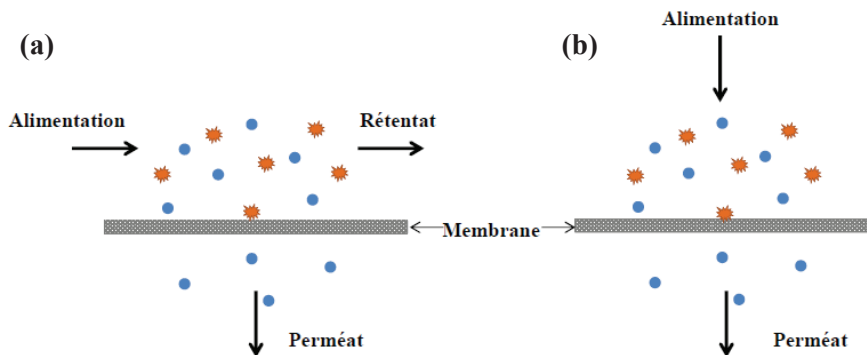 (a)
Alimentation
Rétentat
Membrane
Perméat
(b)
Alimentation
Perméat